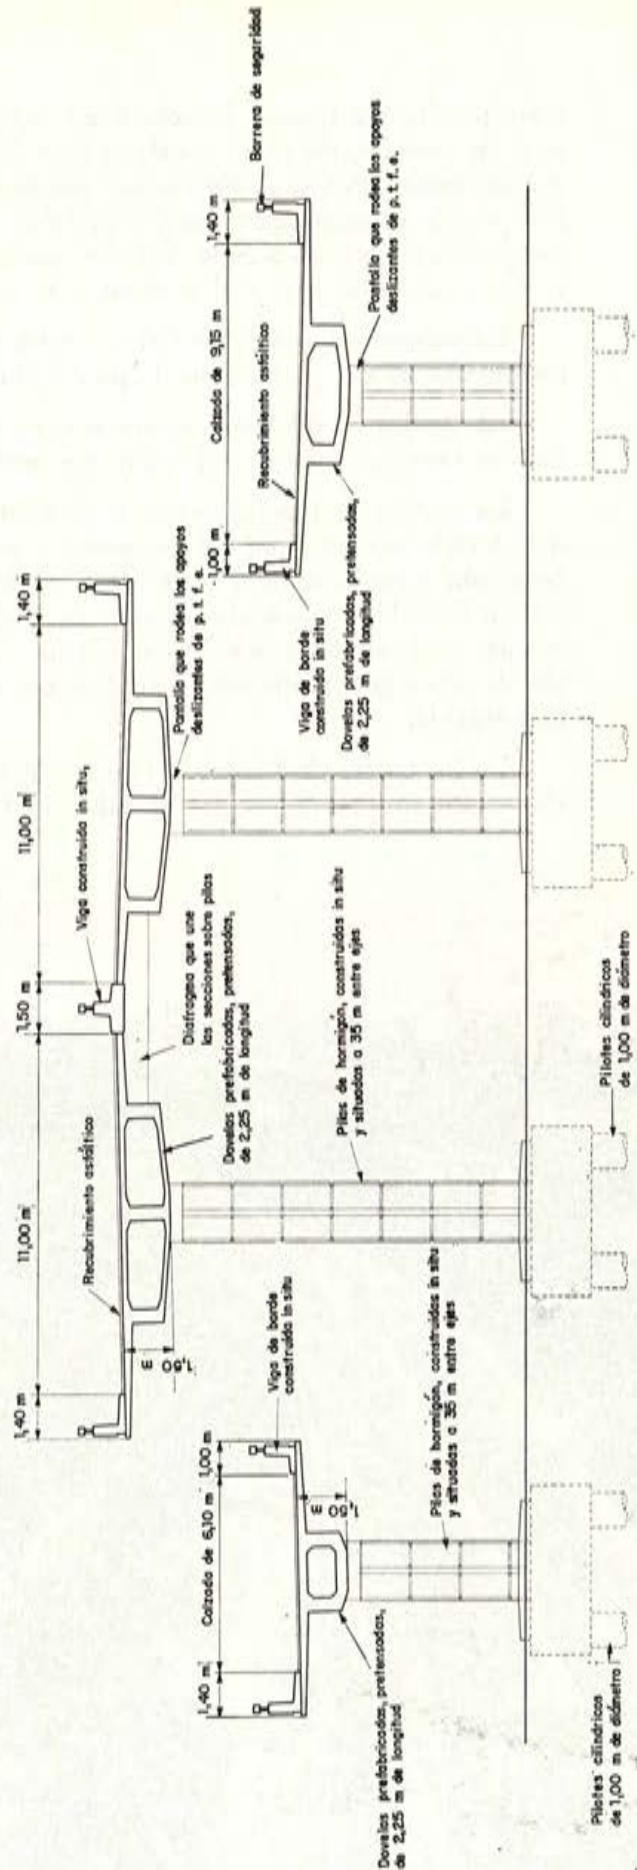 1,40 m
Calzada de 6,10 m
1,00 m
Viga de borde
construida in situ
1,50 m
Dovelas prefabricadas, pretensadas,
de 2,25 m de longitud
Pilas de hormigón, construidas in situ
y situadas a 35 m entre ejes
Pilotes cilíndricos
de 1,00 m de diámetro
1,40 m
11,00 m
1,50 m
11,00 m
1,40 m
Recubrimiento asfáltico
Viga construida in situ,
1,50 m
Diafragma que une
las secciones sobre pilas
Dovelas prefabricadas, pretensadas,
de 2,25 m de longitud
Pantalla que rodea los apoyos
deslizantes de p. t. f. e.
Pilas de hormigón, construidas in situ
y situadas a 35 m entre ejes
Pilotes cilíndricos
de 1,00 m de diámetro
1,00 m
Calzada de 9,15 m
1,40 m
Barrera de seguridad
Recubrimiento asfáltico
Viga de borde
construida in situ
Dovelas prefabricadas, pretensadas,
de 2,25 m de longitud
Pantalla que rodea los apoyos
deslizantes de p. t. f. e.